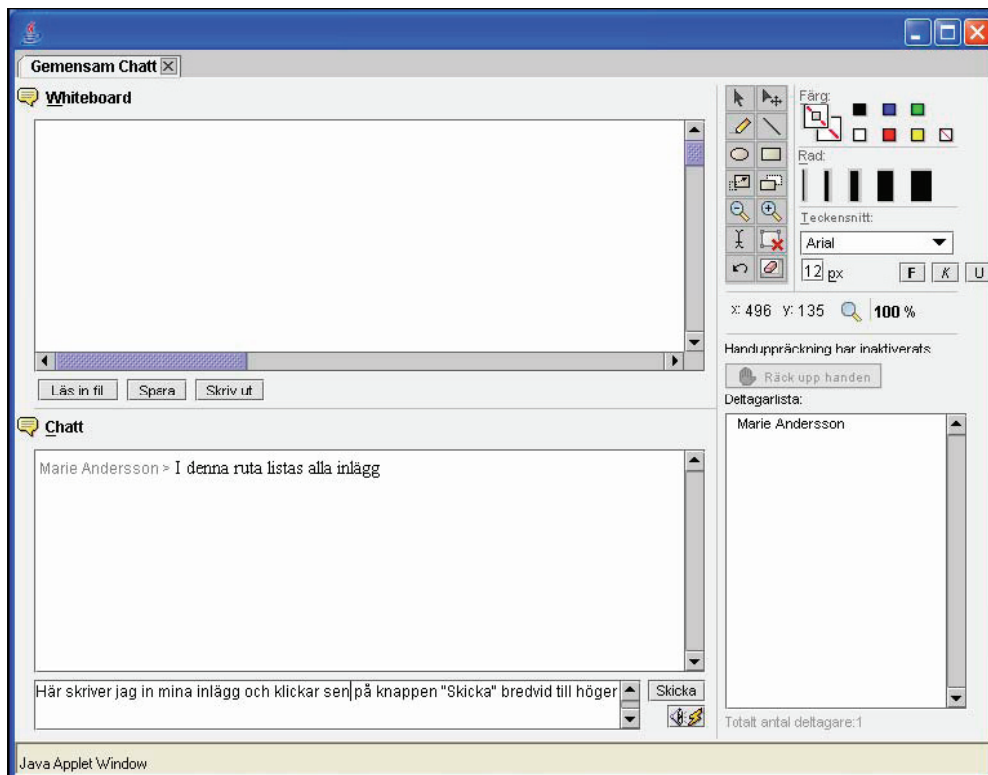 Gemensam Chatt
Whiteboard
Läs in fil
Spara
Skriv ut
Färg:
Rad:
Teckensnitt:
Arial
12 px
F K U
x: 496 y: 135 100 %
Handuppräckning har inaktiverats
Räck upp handen
Deltagarlista:
Marie Andersson
Totalt antal deltagare:1
Chatt
Marie Andersson > I denna ruta listas alla inlägg
Här skriver jag in mina inlägg och klickar sen på knappen "Skicka" bredvid till höger
Skicka
Java Applet Window